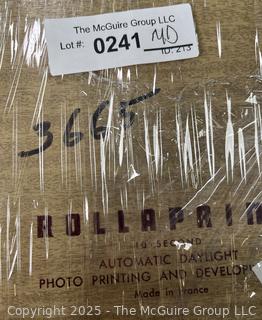 The McGuire Group LLC
Lot #: 0241 MD
ID: 213
3665
ROLLAPRIN
10 SECOND
AUTOMATIC DAYLIGHT
PHOTO PRINTING AND DEVELOP
Made in France
Copyright © 2025 - The McGuire Group LLC